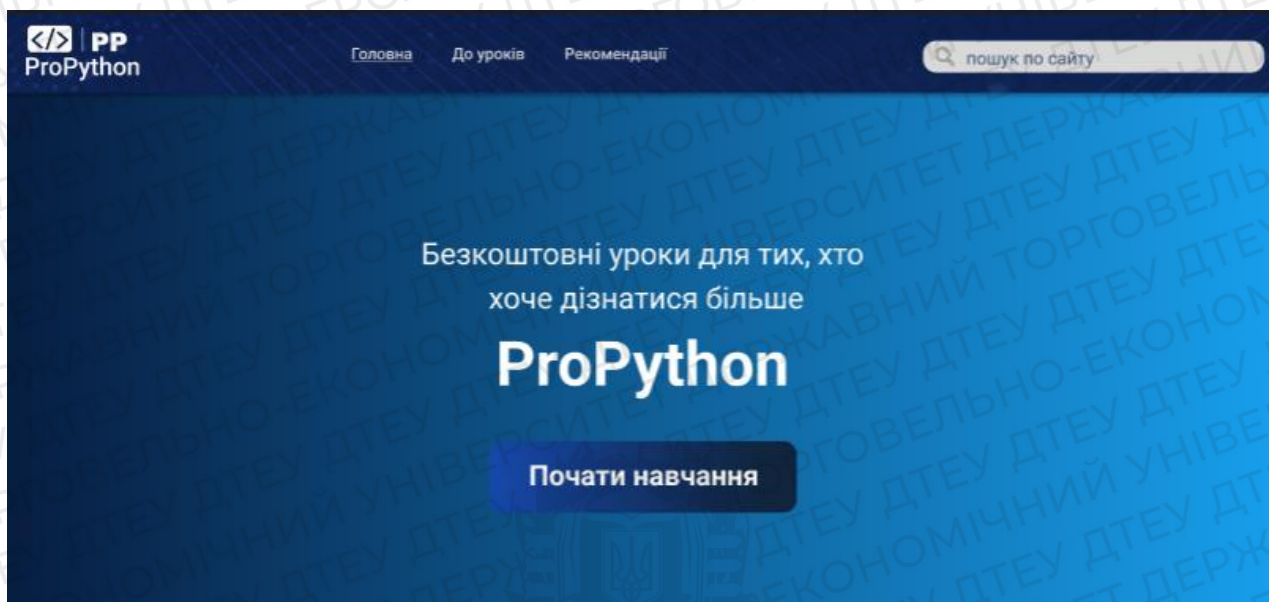 </> | PP
ProPython
Головна До уроків Рекомендації
пошук по сайту
Безкоштовні уроки для тих, хто
хоче дізнатися більше
ProPython
Почати навчання